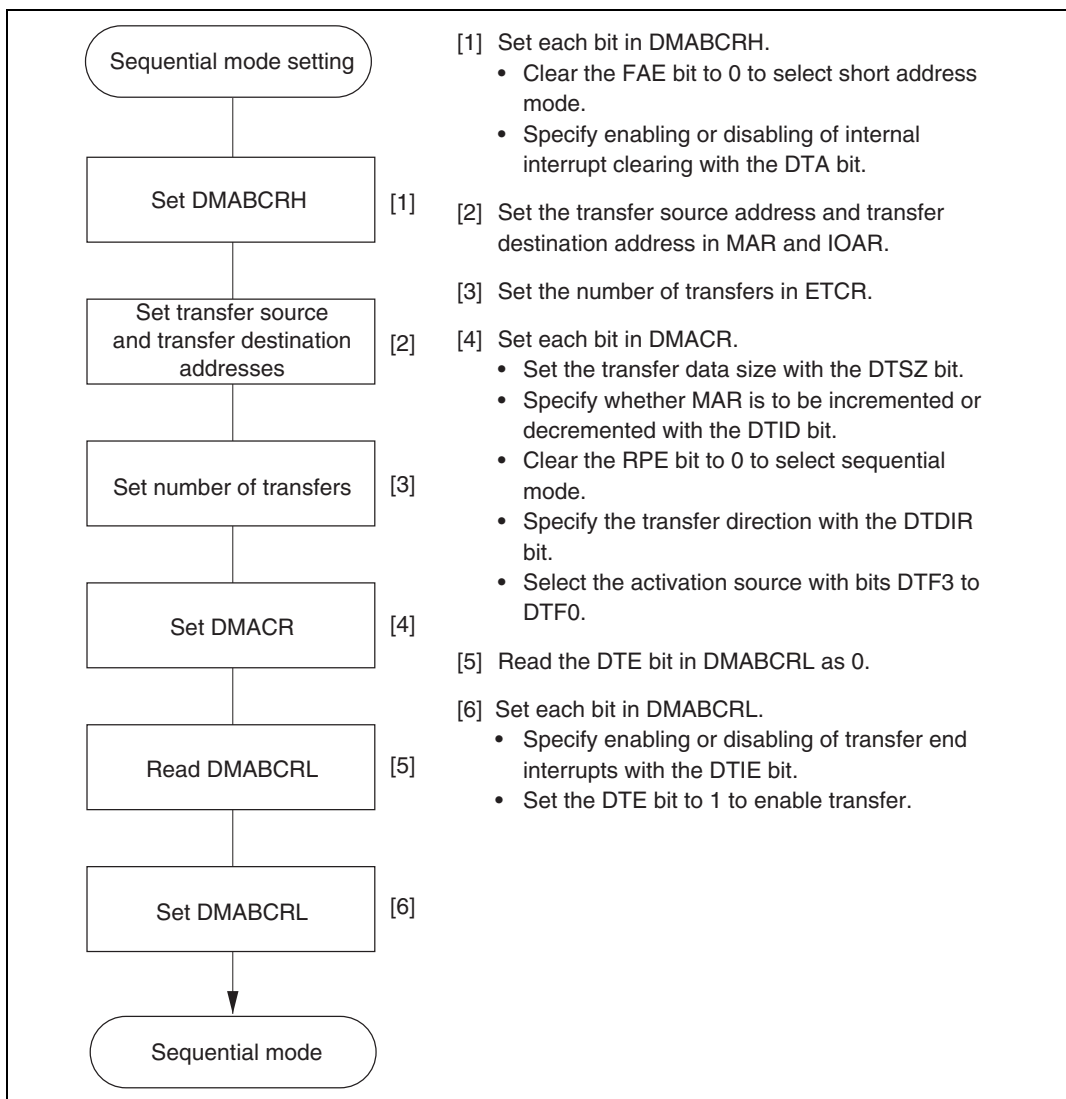 Sequential mode setting
Set DMABCRH [1]
Set transfer source
and transfer destination
addresses
[2]
Set number of transfers [3]
Set DMACR [4]
Read DMABCRL [5]
Set DMABCRL [6]
Sequential mode
[1] Set each bit in DMABCRH.
• Clear the FAE bit to 0 to select short address
mode.
• Specify enabling or disabling of internal
interrupt clearing with the DTA bit.
[2] Set the transfer source address and transfer
destination address in MAR and IOAR.
[3] Set the number of transfers in ETCR.
[4] Set each bit in DMACR.
• Set the transfer data size with the DTSZ bit.
• Specify whether MAR is to be incremented or
decremented with the DTID bit.
• Clear the RPE bit to 0 to select sequential
mode.
• Specify the transfer direction with the DTDIR
bit.
• Select the activation source with bits DTF3 to
DTF0.
[5] Read the DTE bit in DMABCRL as 0.
[6] Set each bit in DMABCRL.
• Specify enabling or disabling of transfer end
interrupts with the DTIE bit.
• Set the DTE bit to 1 to enable transfer.